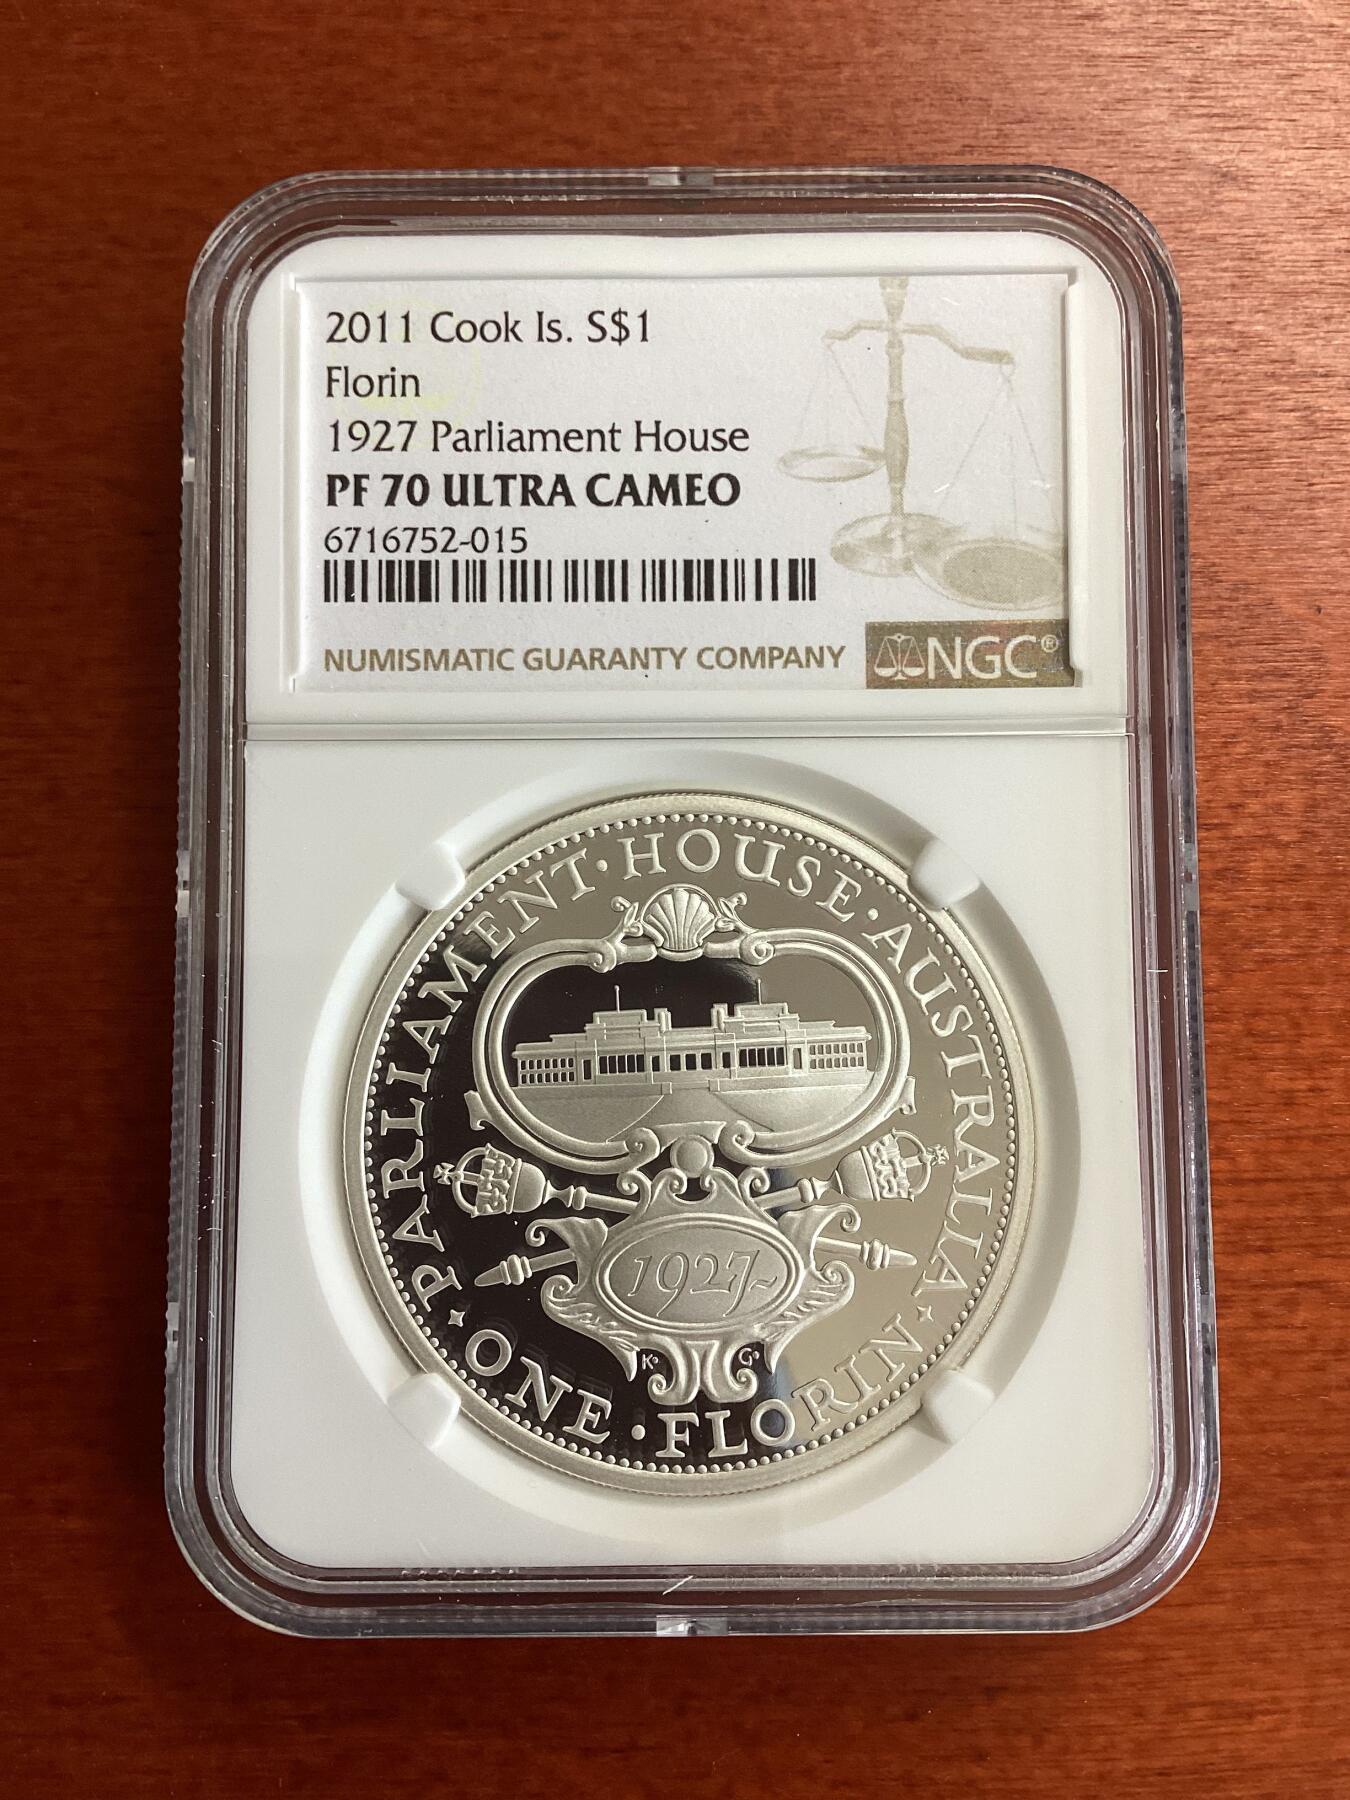 2011 Cook Is. S$1
Florin
1927 Parliament House
PF 70 ULTRA CAMEO
6716752-015
NUMISMATIC GUARANTY COMPANY
NGC®
PARLIAMENT · HOUSE · AUSTRALIA
1927
K· G·
ONE · FLORIN